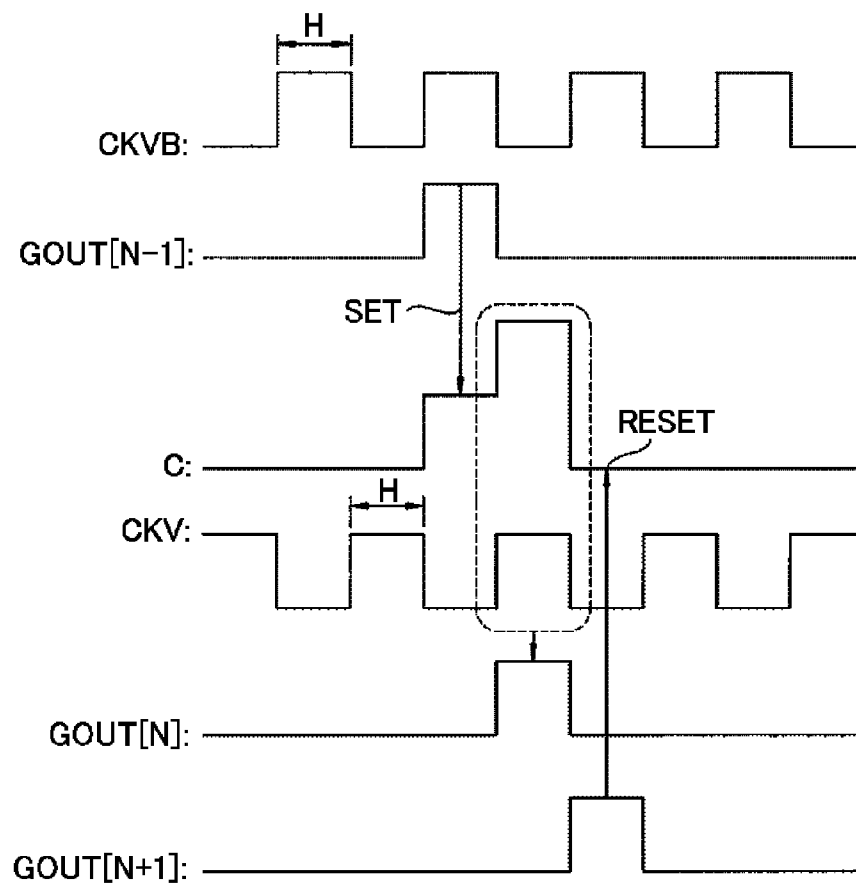 H
CKVB:
GOUT[N-1]:
SET
RESET
C:
H
CKV:
GOUT[N]:
GOUT[N+1]: